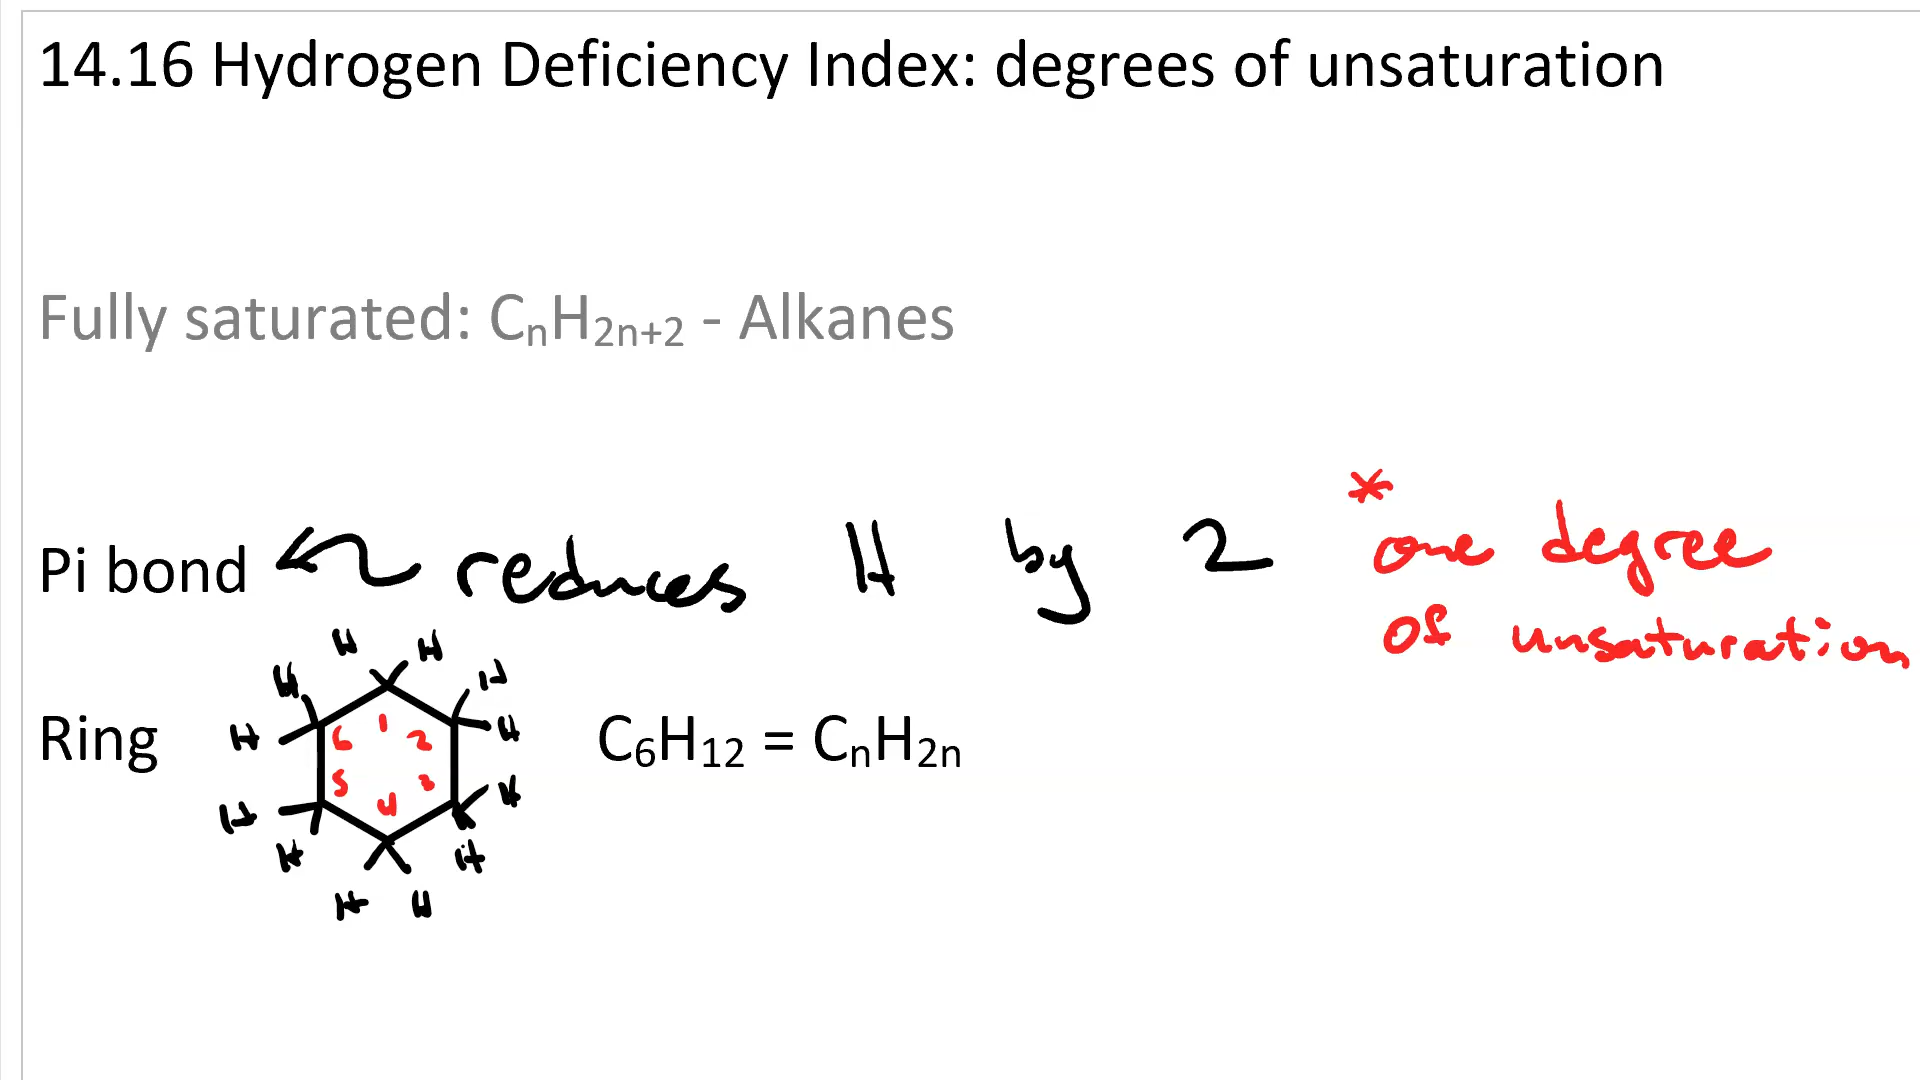 14.16 Hydrogen Deficiency Index: degrees of unsaturation
Fully saturated: CₙH₂ₙ₊₂ - Alkanes
Pi bond reduces H by 2 * one degree
of unsaturation
H H
H H
Ring H 6 1 2 H C₆H₁₂ = CₙH₂ₙ
5 4 3 H
H
H H
H H